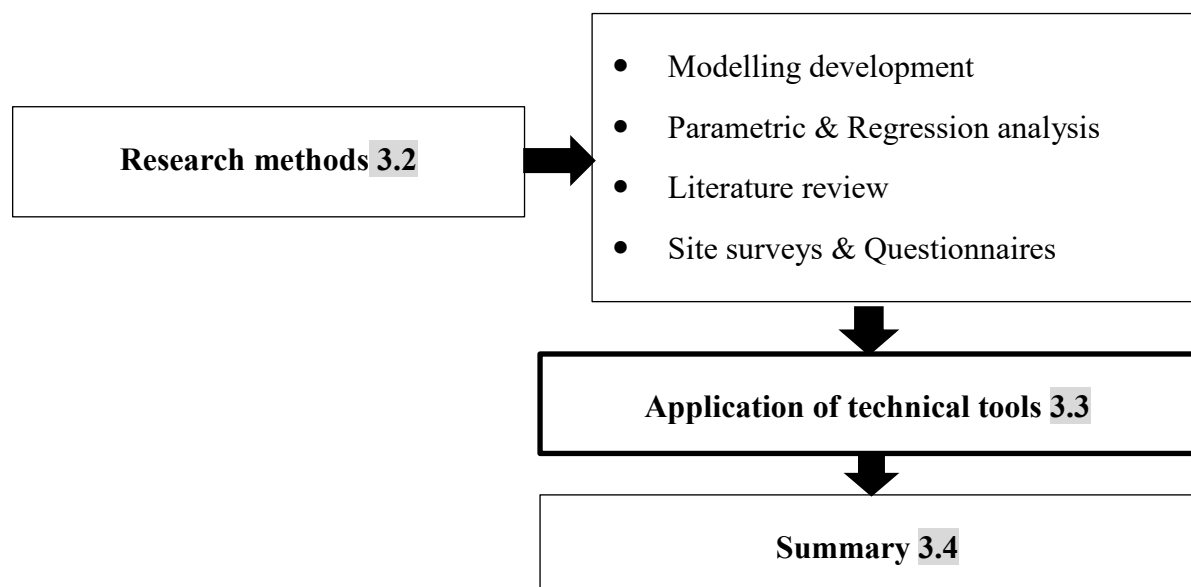 Research methods 3.2
• Modelling development
• Parametric & Regression analysis
• Literature review
• Site surveys & Questionnaires
Application of technical tools 3.3
Summary 3.4